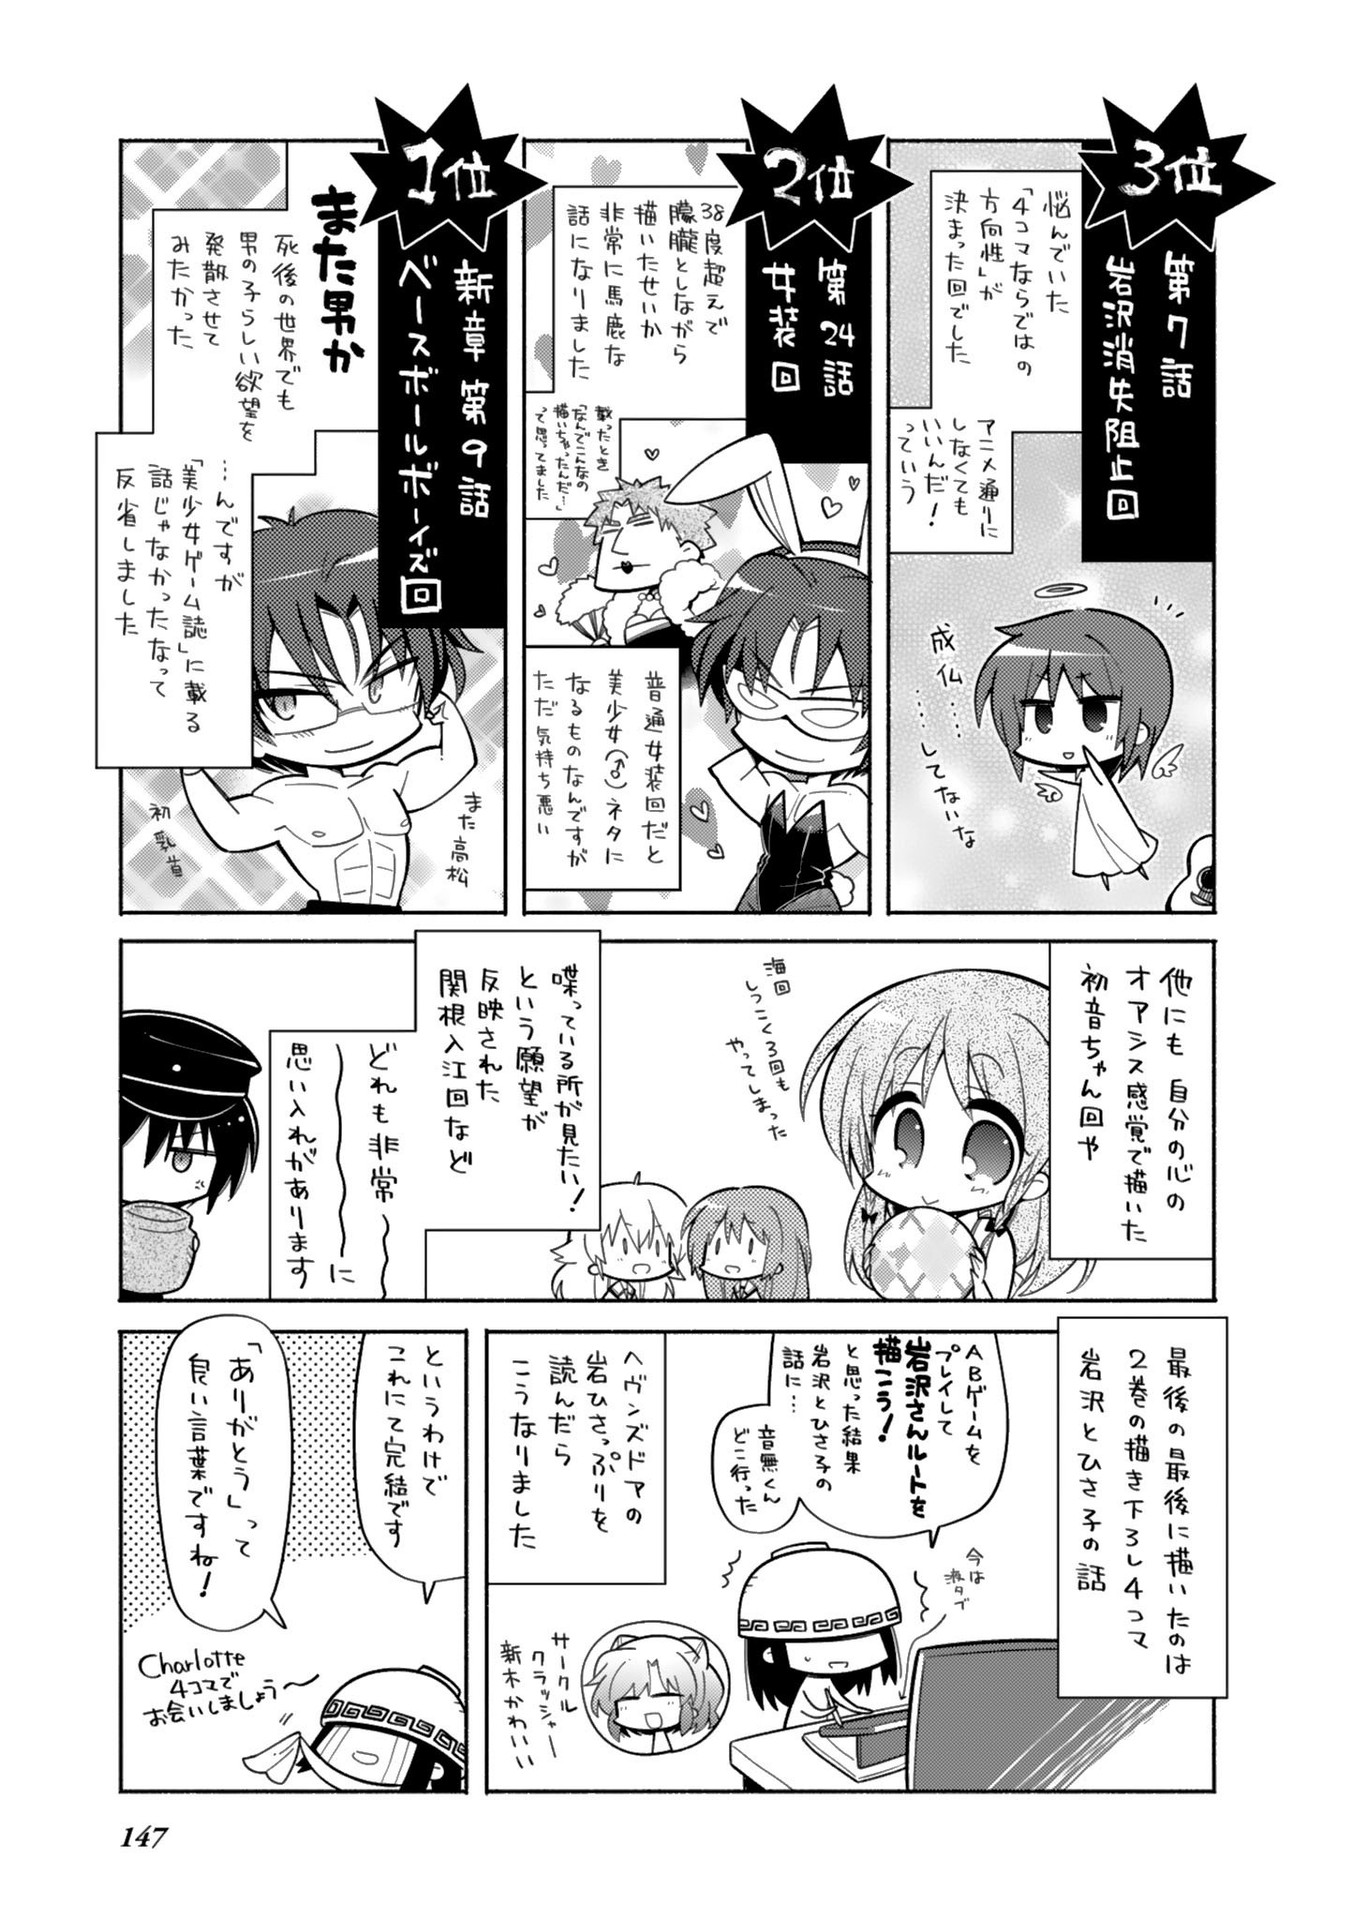 3位
第7話
岩沢消失阻止回
悩んでいた
「4コマならではの
方向性」が
決まった回でした
アニメ通りに
しなくても
いいんだ!
っていう
成仏……
……してないな
2位
第24話
女装回
38度超えで
朦朧としながら
描いたせいか
非常に馬鹿な
話になりました
載ったとき
「なんでこんなの
描いちゃったんだ…」
って思ってました
普通女装回だと
美少女(♂)ネタに
なるものなんですが
ただ気持ち悪い
1位
新章 第9話
ベースボールボーイズ回
また男か
死後の世界でも
男の子らしい欲望を
発散させて
みたかった
…んですが
「美少女ゲーム誌」に載る
話じゃなかったなって
反省しました
また高松
初乳首
他にも自分の心の
オアシス感覚で描いた
初音ちゃん回や
海回
しつこく3回も
やってしまった
喋っている所が見たい!
という願望が
反映された
関根入江回など
どれも非常〜
〜に
思い入れがあります
最後の最後に描いたのは
2巻の描き下ろし4コマ
岩沢とひさ子の話
ABゲームを
プレイして
岩沢さんルートを
描こう!
と思った結果
岩沢とひさ子の
話に…
音無くん
どこ行った
今は
液タブ
ヘヴンズドアの
岩ひさっぷりを
読んだら
こうなりました
サークル
クラッシャー
新木かわいい
というわけで
これにて完結です
「ありがとう」って
良い言葉ですね!
Charlotte
4コマで
お会いしましょう〜
147